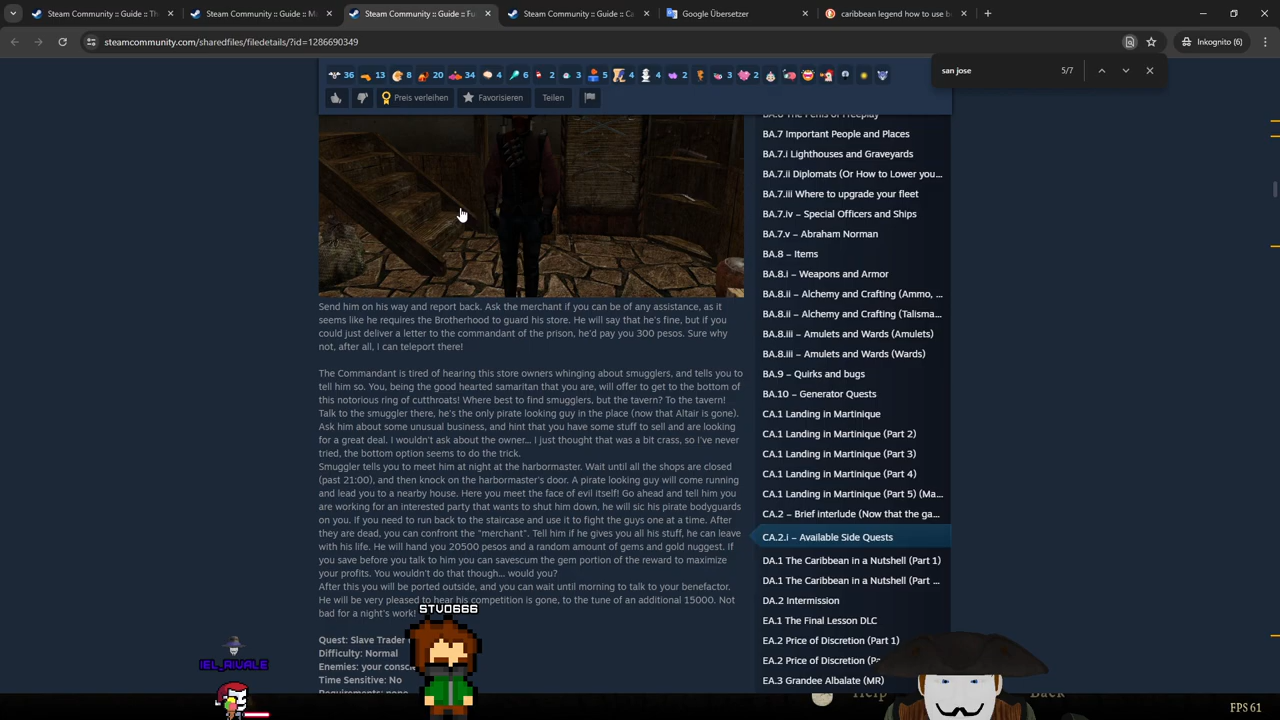 Steam Community :: Guide :: Th
Steam Community :: Guide :: M
Steam Community :: Guide :: Fu
Steam Community :: Guide :: Ca
Google Übersetzer
caribbean legend how to use b
steamcommunity.com/sharedfiles/filedetails/?id=1286690349
Inkognito (6)
san jose
5/7
36 13 8 20 34 4 6 2 3 5 4 4 2 3 2
Preis verleihen
Favorisieren
Teilen
BA.7 Important People and Places
BA.7.i Lighthouses and Graveyards
BA.7.ii Diplomats (Or How to Lower you...
BA.7.iii Where to upgrade your fleet
BA.7.iv – Special Officers and Ships
BA.7.v – Abraham Norman
BA.8 – Items
BA.8.i – Weapons and Armor
BA.8.ii – Alchemy and Crafting (Ammo, ...
BA.8.ii – Alchemy and Crafting (Talisma...
BA.8.iii – Amulets and Wards (Amulets)
BA.8.iii – Amulets and Wards (Wards)
BA.9 – Quirks and bugs
BA.10 – Generator Quests
CA.1 Landing in Martinique
CA.1 Landing in Martinique (Part 2)
CA.1 Landing in Martinique (Part 3)
CA.1 Landing in Martinique (Part 4)
CA.1 Landing in Martinique (Part 5) (Ma...
CA.2 – Brief interlude (Now that the ga...
CA.2.i – Available Side Quests
DA.1 The Caribbean in a Nutshell (Part 1)
DA.1 The Caribbean in a Nutshell (Part ...
DA.2 Intermission
EA.1 The Final Lesson DLC
EA.2 Price of Discretion (Part 1)
EA.2 Price of Discretion (Pa
EA.3 Grandee Albalate (MR)
Send him on his way and report back. Ask the merchant if you can be of any assistance, as it
seems like he requires the Brotherhood to guard his store. He will say that he's fine, but if you
could just deliver a letter to the commandant of the prison, he'd pay you 300 pesos. Sure why
not, after all, I can teleport there!
The Commandant is tired of hearing this store owners whinging about smugglers, and tells you to
tell him so. You, being the good hearted samaritan that you are, will offer to get to the bottom of
this notorious ring of cutthroats! Where best to find smugglers, but the tavern? To the tavern!
Talk to the smuggler there, he's the only pirate looking guy in the place (now that Altair is gone).
Ask him about some unusual business, and hint that you have some stuff to sell and are looking
for a great deal. I wouldn't ask about the owner... I just thought that was a bit crass, so I've never
tried, the bottom option seems to do the trick.
Smuggler tells you to meet him at night at the harbormaster. Wait until all the shops are closed
(past 21:00), and then knock on the harbormaster's door. A pirate looking guy will come running
and lead you to a nearby house. Here you meet the face of evil itself! Go ahead and tell him you
are working for an interested party that wants to shut him down, he will sic his pirate bodyguards
on you. If you need to run back to the staircase and use it to fight the guys one at a time. After
they are dead, you can confront the "merchant". Tell him if he gives you all his stuff, he can leave
with his life. He will hand you 20500 pesos and a random amount of gems and gold nugget. If
you save before you talk to him you can savescum the gem portion of the reward to maximize
your profits. You wouldn't do that though... would you?
After this you will be ported outside, and you can wait until morning to talk to your benefactor.
He will be very pleased to hear his competition is gone, to the tune of an additional 15000. Not
bad for a night's work!
STVO666
Quest: Slave Trader
Difficulty: Normal
Enemies: your consci
Time Sensitive: No
IEL_RIVALE
Help
Back
FPS 61